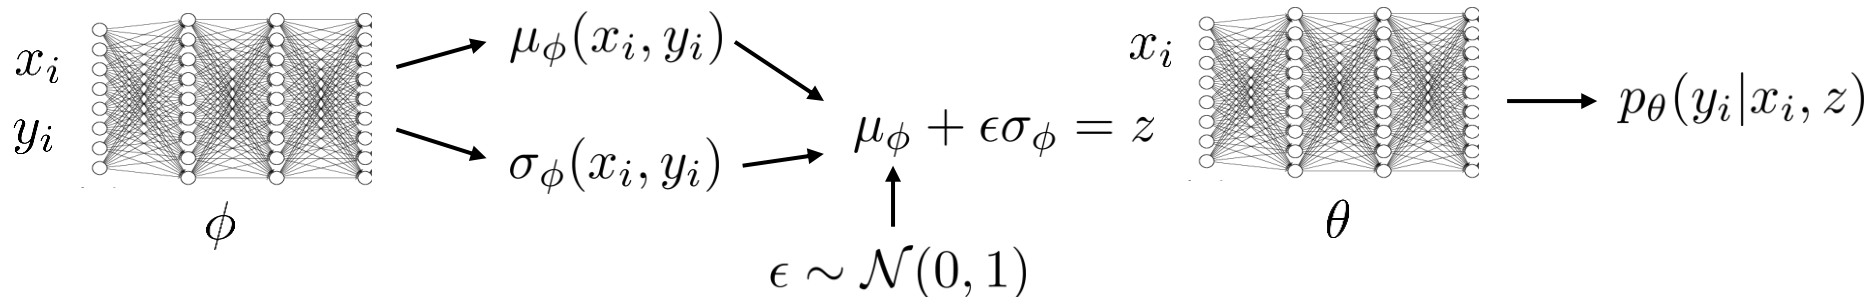 x_i
y_i
ϕ
μ_ϕ(x_i, y_i)
σ_ϕ(x_i, y_i)
μ_ϕ + ϵσ_ϕ = z
ϵ ∼ 𝒩(0, 1)
x_i
θ
p_θ(y_i|x_i, z)